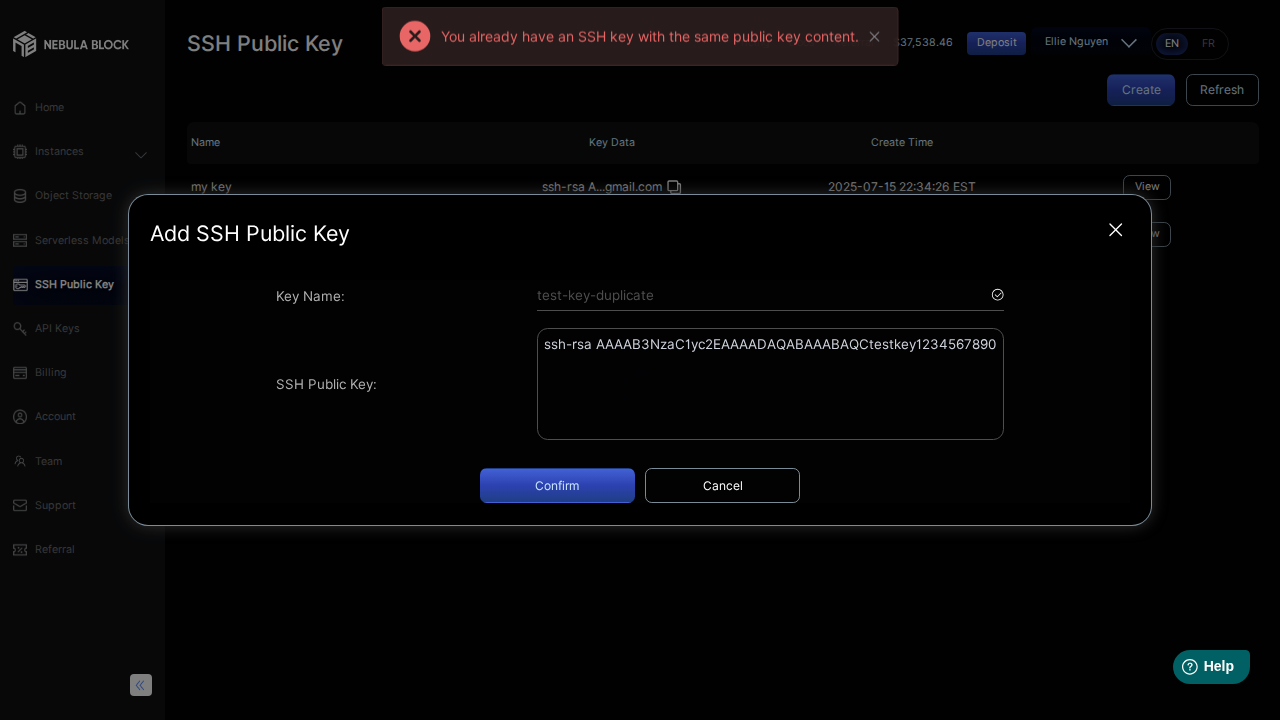 NEBULA BLOCK
Home
Instances
Object Storage
Serverless Models
SSH Public Key
API Keys
Billing
Account
Team
Support
Referral
SSH Public Key
You already have an SSH key with the same public key content.
$37,538.46
Deposit
Ellie Nguyen
EN
FR
Create
Refresh
Name
Key Data
Create Time
my key
ssh-rsa A...gmail.com
2025-07-15 22:34:26 EST
View
Add SSH Public Key
Key Name:
test-key-duplicate
SSH Public Key:
ssh-rsa AAAAB3NzaC1yc2EAAAADAQABAAABAQCtestkey1234567890
Confirm
Cancel
Help